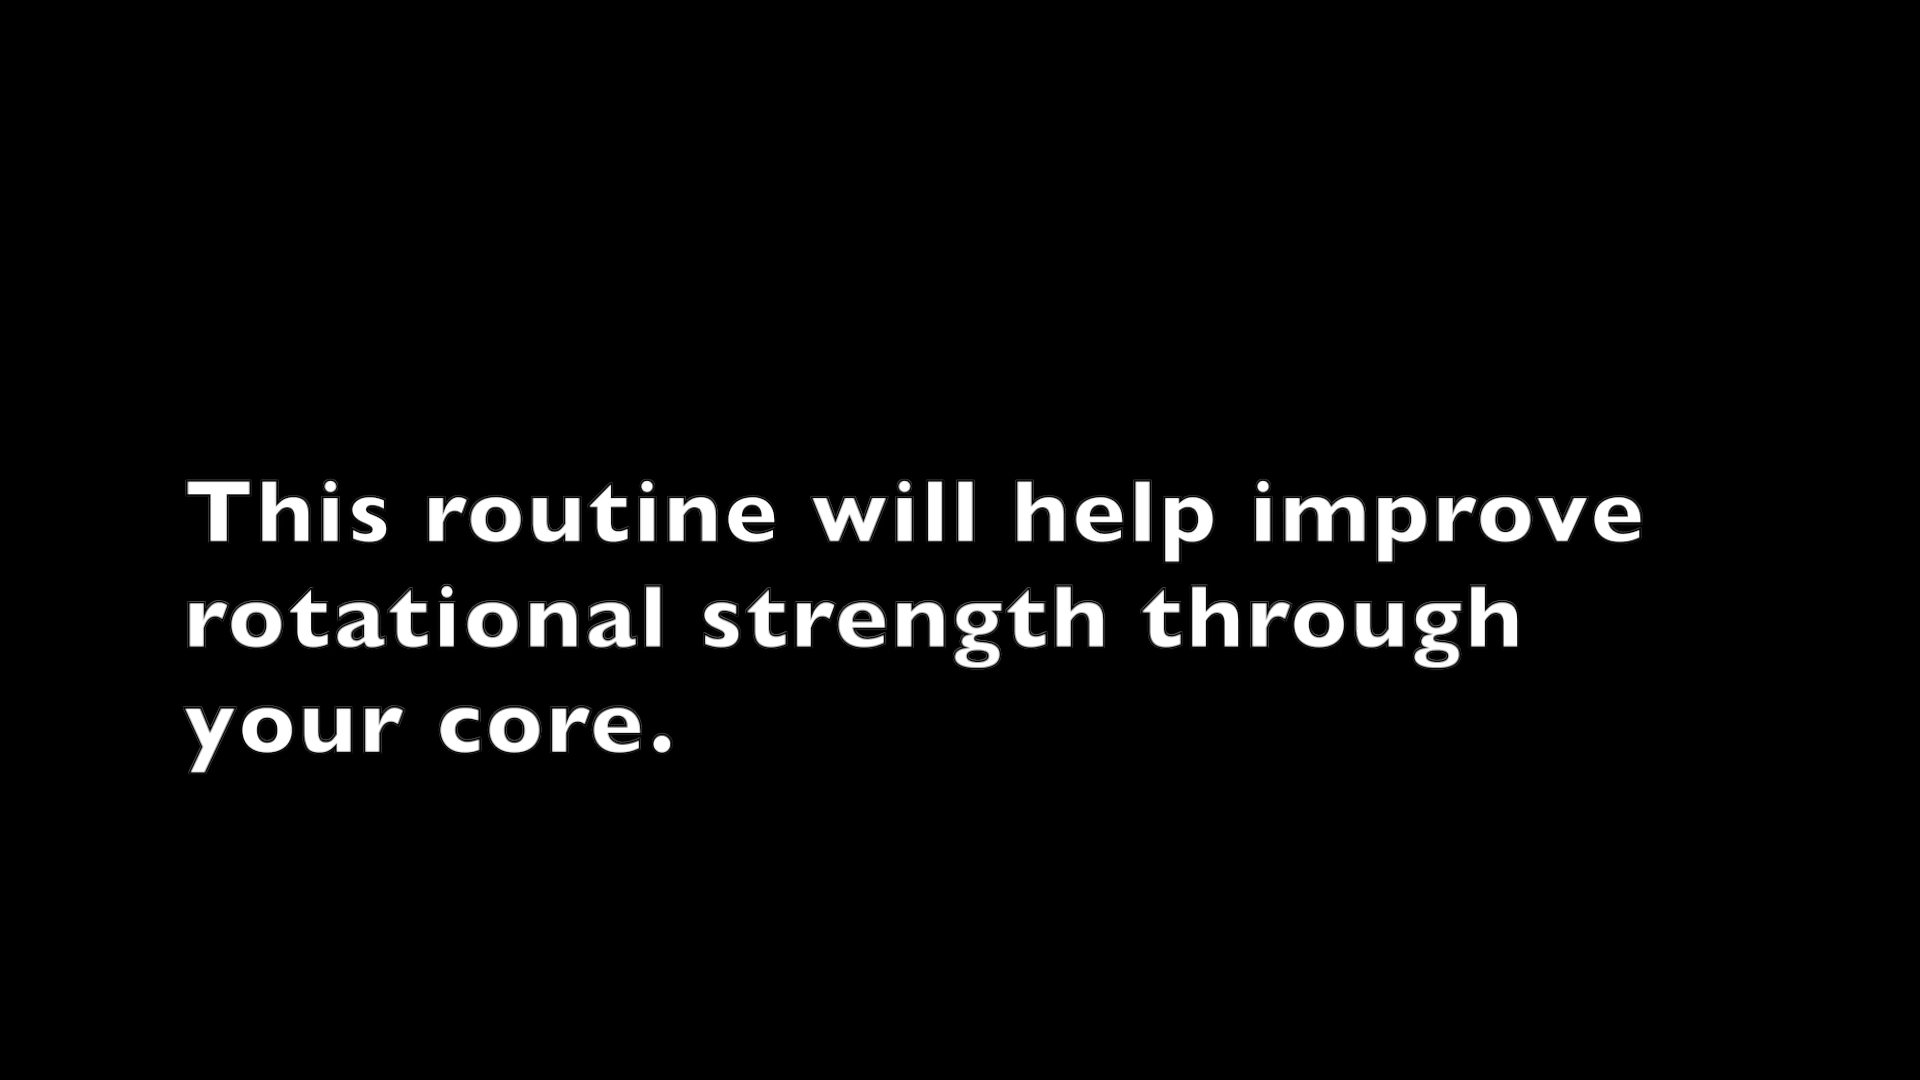 This routine will help improve
rotational strength through
your core.